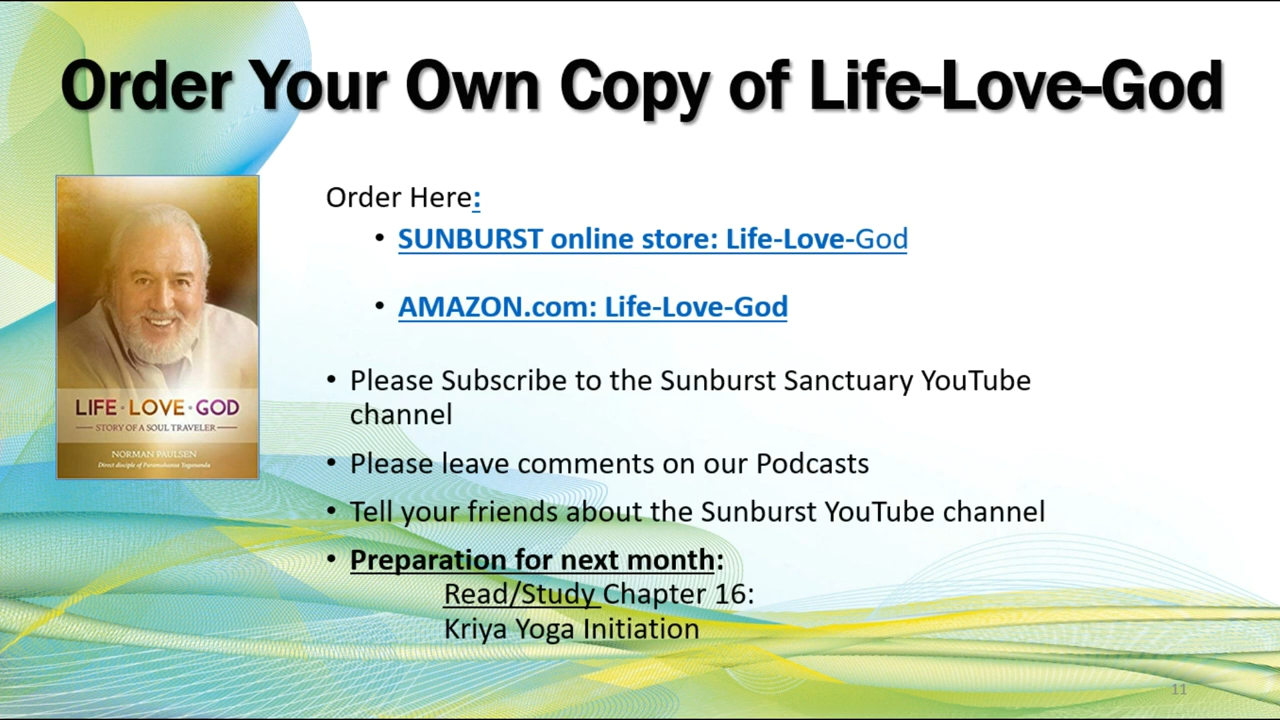 Order Your Own Copy of Life-Love-God
LIFE·LOVE·GOD
STORY OF A SOUL TRAVELER
NORMAN PAULSEN
Direct disciple of Paramahansa Yogananda
Order Here:
• SUNBURST online store: Life-Love-God
• AMAZON.com: Life-Love-God
• Please Subscribe to the Sunburst Sanctuary YouTube
channel
• Please leave comments on our Podcasts
• Tell your friends about the Sunburst YouTube channel
• Preparation for next month:
Read/Study Chapter 16:
Kriya Yoga Initiation
11